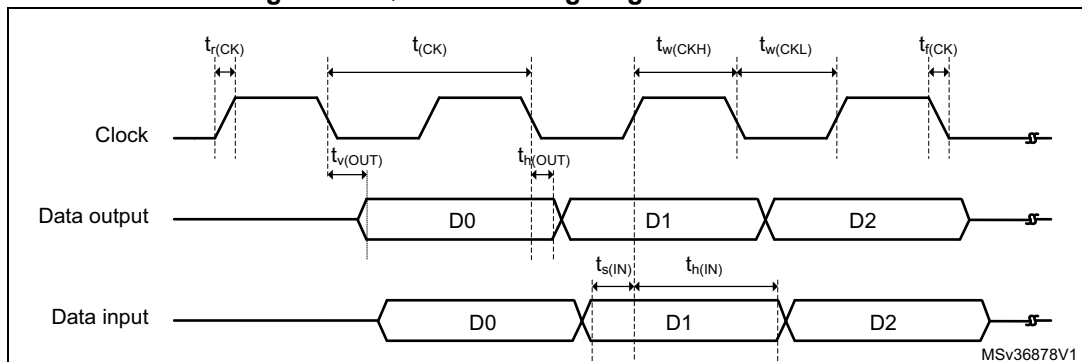 tr(CK) t(CK) tw(CKH) tw(CKL) tf(CK)
Clock
tv(OUT) th(OUT)
Data output D0 D1 D2
ts(IN) th(IN)
Data input D0 D1 D2
MSv36878V1